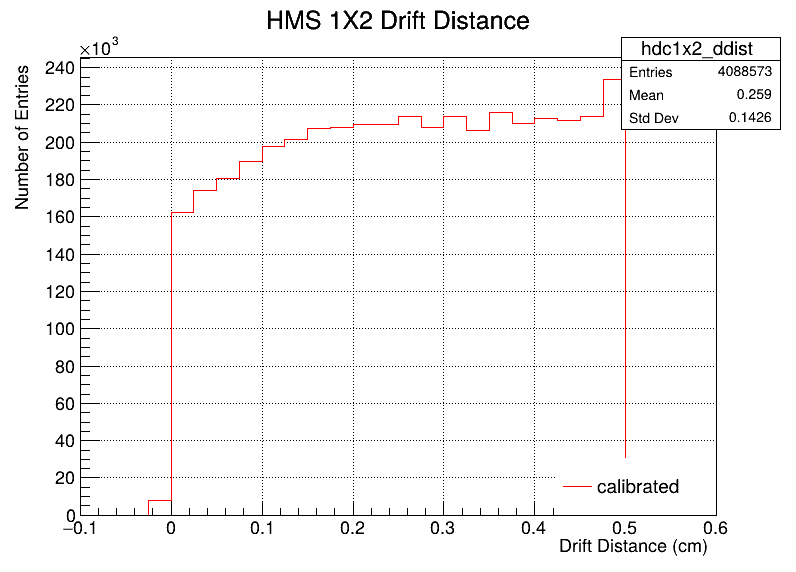 HMS 1X2 Drift Distance
×10³
hdc1x2_ddist
Entries 4088573
Mean 0.259
Std Dev 0.1426
Number of Entries
240
220
200
180
160
140
120
100
80
60
40
20
0
calibrated
−0.1 0 0.1 0.2 0.3 0.4 0.5 0.6
Drift Distance (cm)